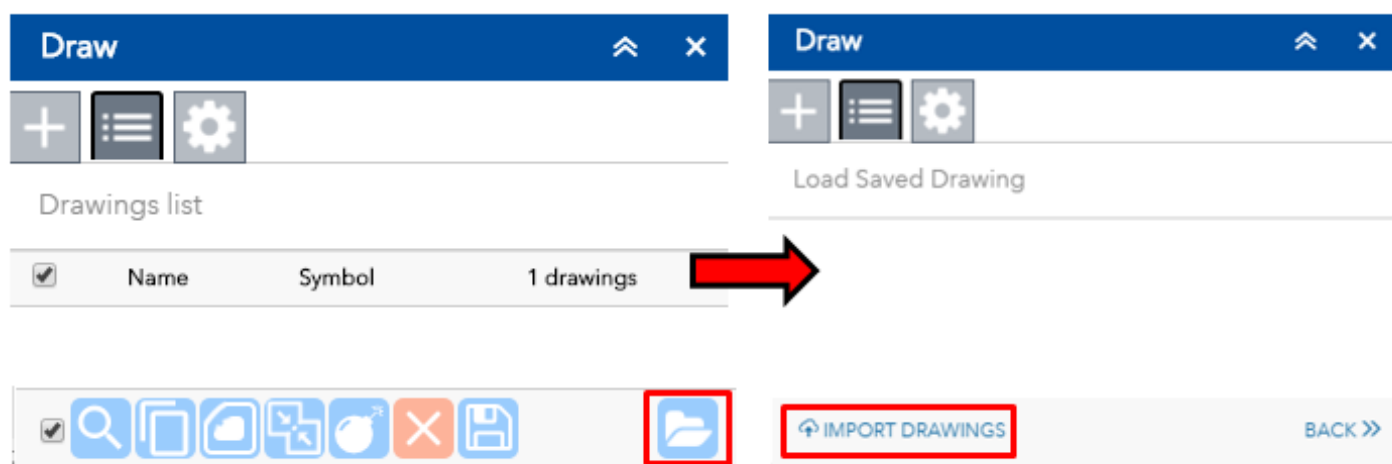 Draw
Drawings list
Name Symbol 1 drawings
Draw
Load Saved Drawing
IMPORT DRAWINGS BACK